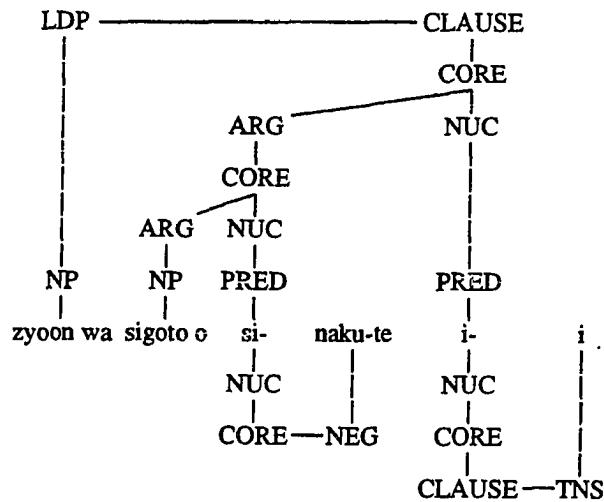 LDP CLAUSE
CORE
ARG NUC
CORE
ARG NUC
NP NP PRED PRED
zyoon wa sigoto o si- naku-te i- i
NUC NUC
CORE NEG CORE
CLAUSE TNS